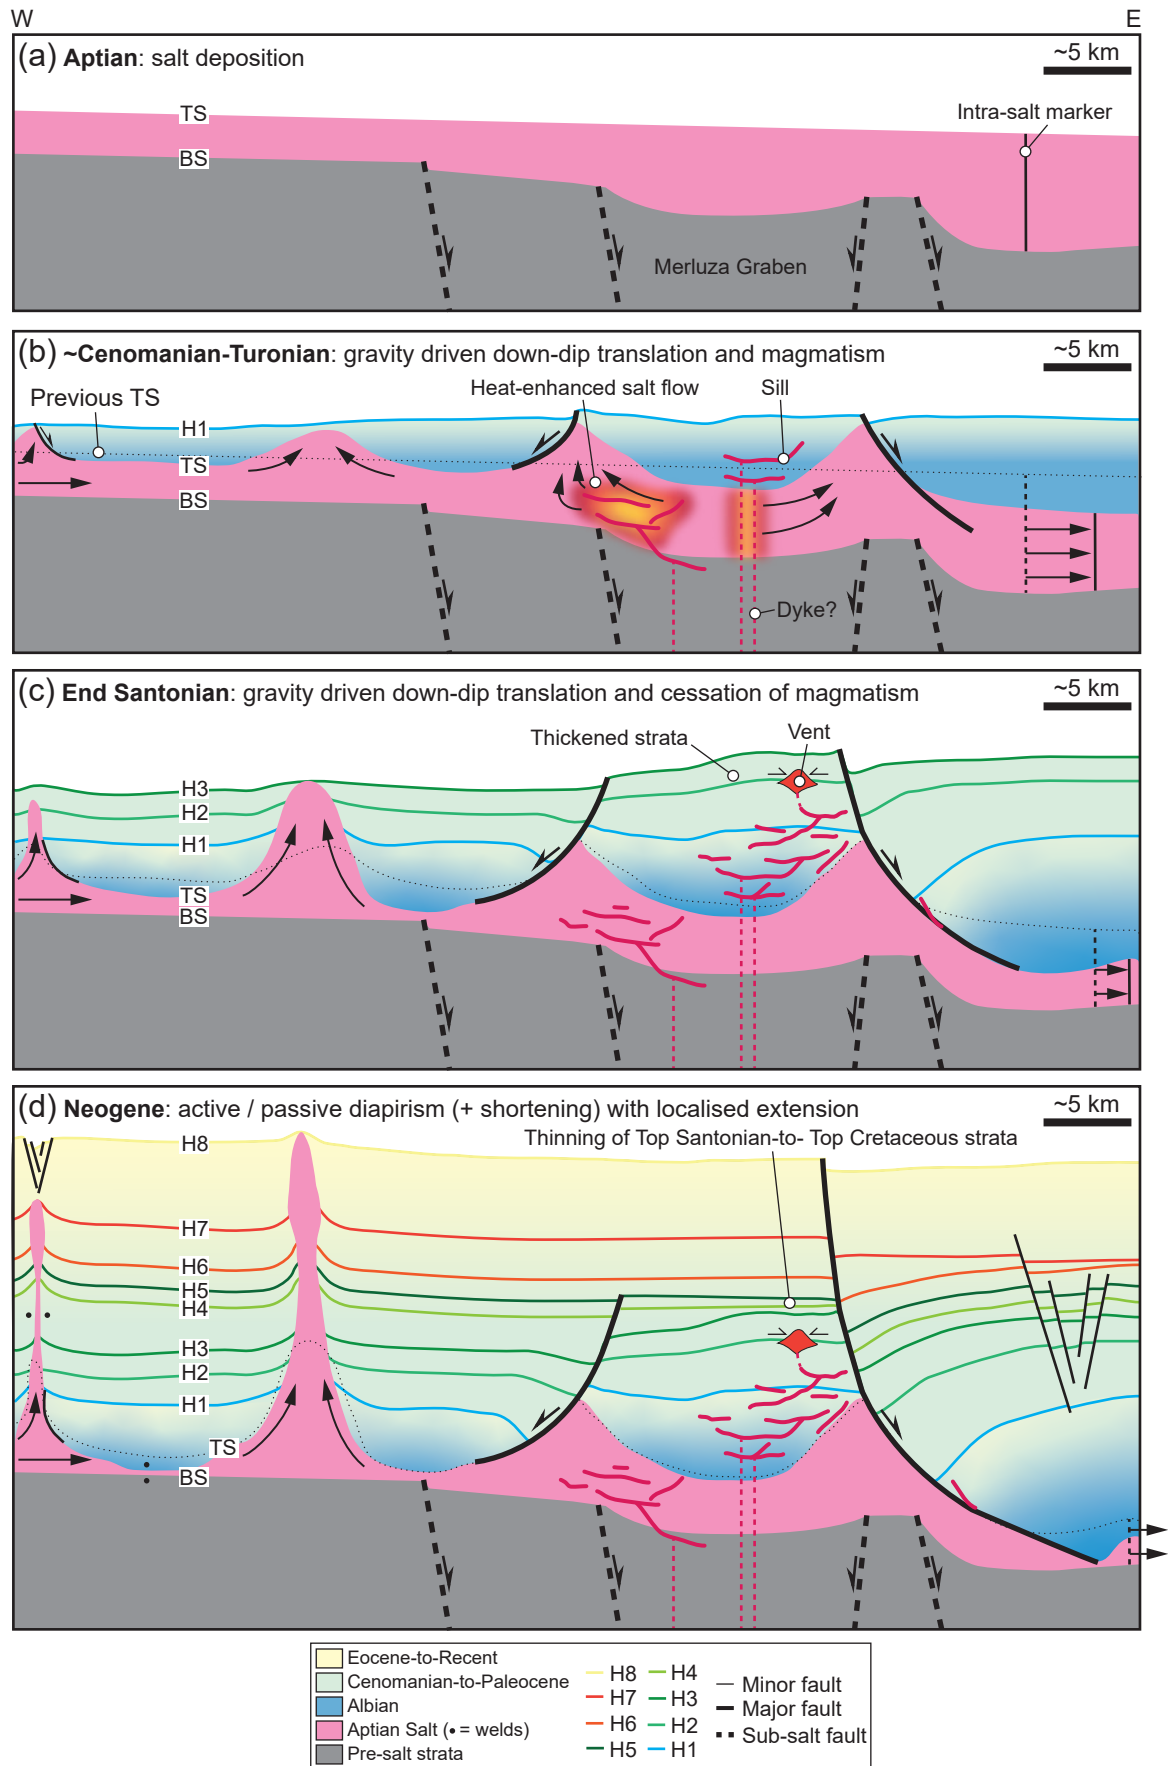 W
E
(a) Aptian: salt deposition
~5 km
TS
Intra-salt marker
BS
Merluza Graben
(b) ~Cenomanian-Turonian: gravity driven down-dip translation and magmatism
~5 km
Previous TS
Heat-enhanced salt flow
Sill
H1
TS
BS
Dyke?
(c) End Santonian: gravity driven down-dip translation and cessation of magmatism
~5 km
Thickened strata
Vent
H3
H2
H1
TS
BS
(d) Neogene: active / passive diapirism (+ shortening) with localised extension
~5 km
Thinning of Top Santonian-to- Top Cretaceous strata
H8
H7
H6
H5
H4
H3
H2
H1
TS
BS
Eocene-to-Recent
Cenomanian-to-Paleocene
Albian
Aptian Salt (• = welds)
Pre-salt strata
H8
H7
H6
H5
H4
H3
H2
H1
Minor fault
Major fault
Sub-salt fault